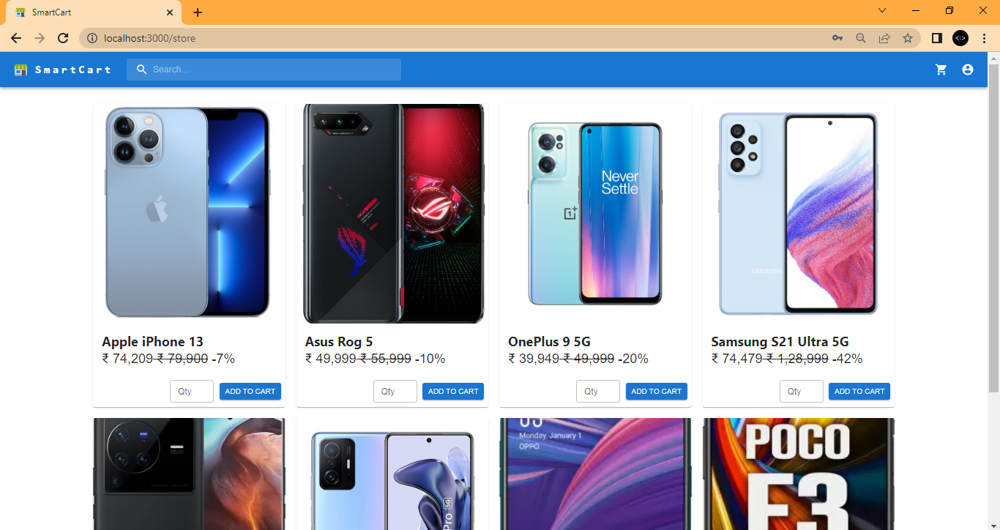 SmartCart
localhost:3000/store
SmartCart
Search...
Never
Settle
SAMSUNG
Apple iPhone 13
₹ 74,209 ₹ 79,900 -7%
Qty
ADD TO CART
Asus Rog 5
₹ 49,999 ₹ 55,999 -10%
Qty
ADD TO CART
OnePlus 9 5G
₹ 39,949 ₹ 49,999 -20%
Qty
ADD TO CART
Samsung S21 Ultra 5G
₹ 74,479 ₹ 1,28,999 -42%
Qty
ADD TO CART
Pro 5G
Monday, January 1
OPPO
POCO
F3